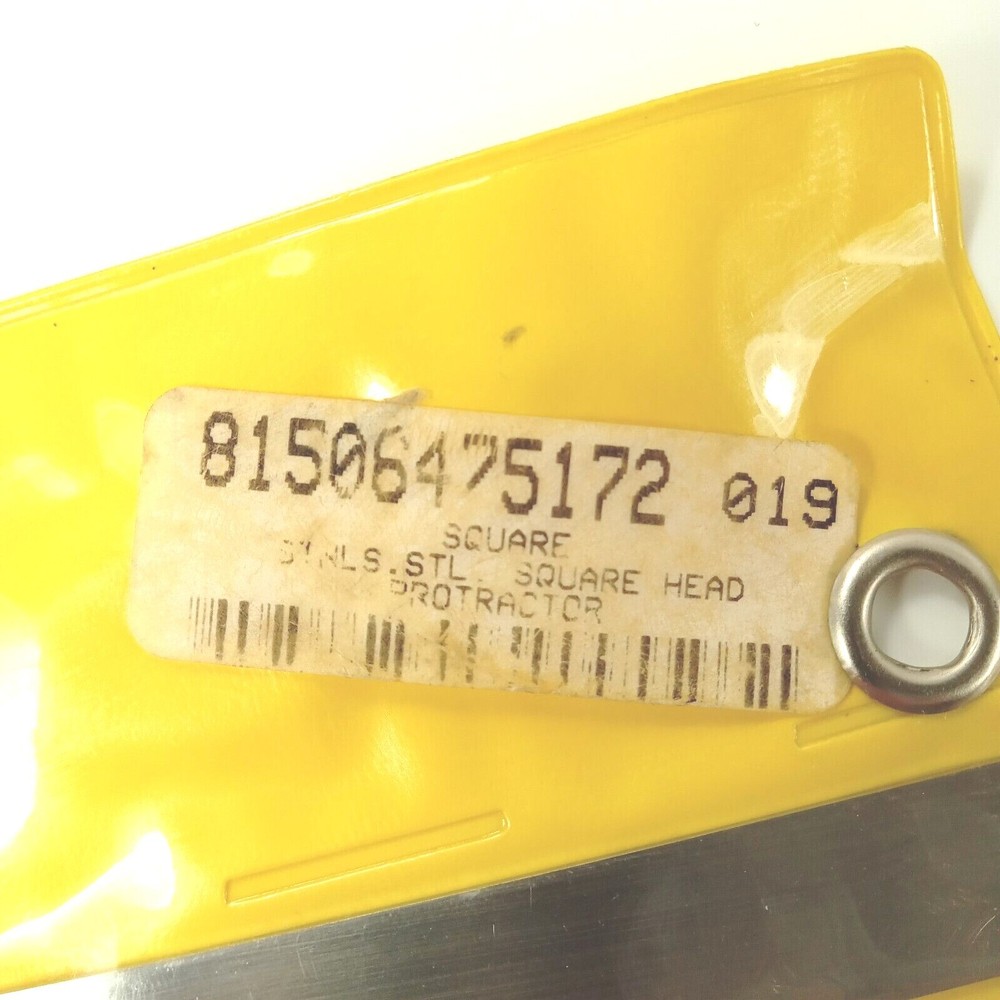 81506475172 019
SQUARE
STNLS.STL. SQUARE HEAD
PROTRACTOR